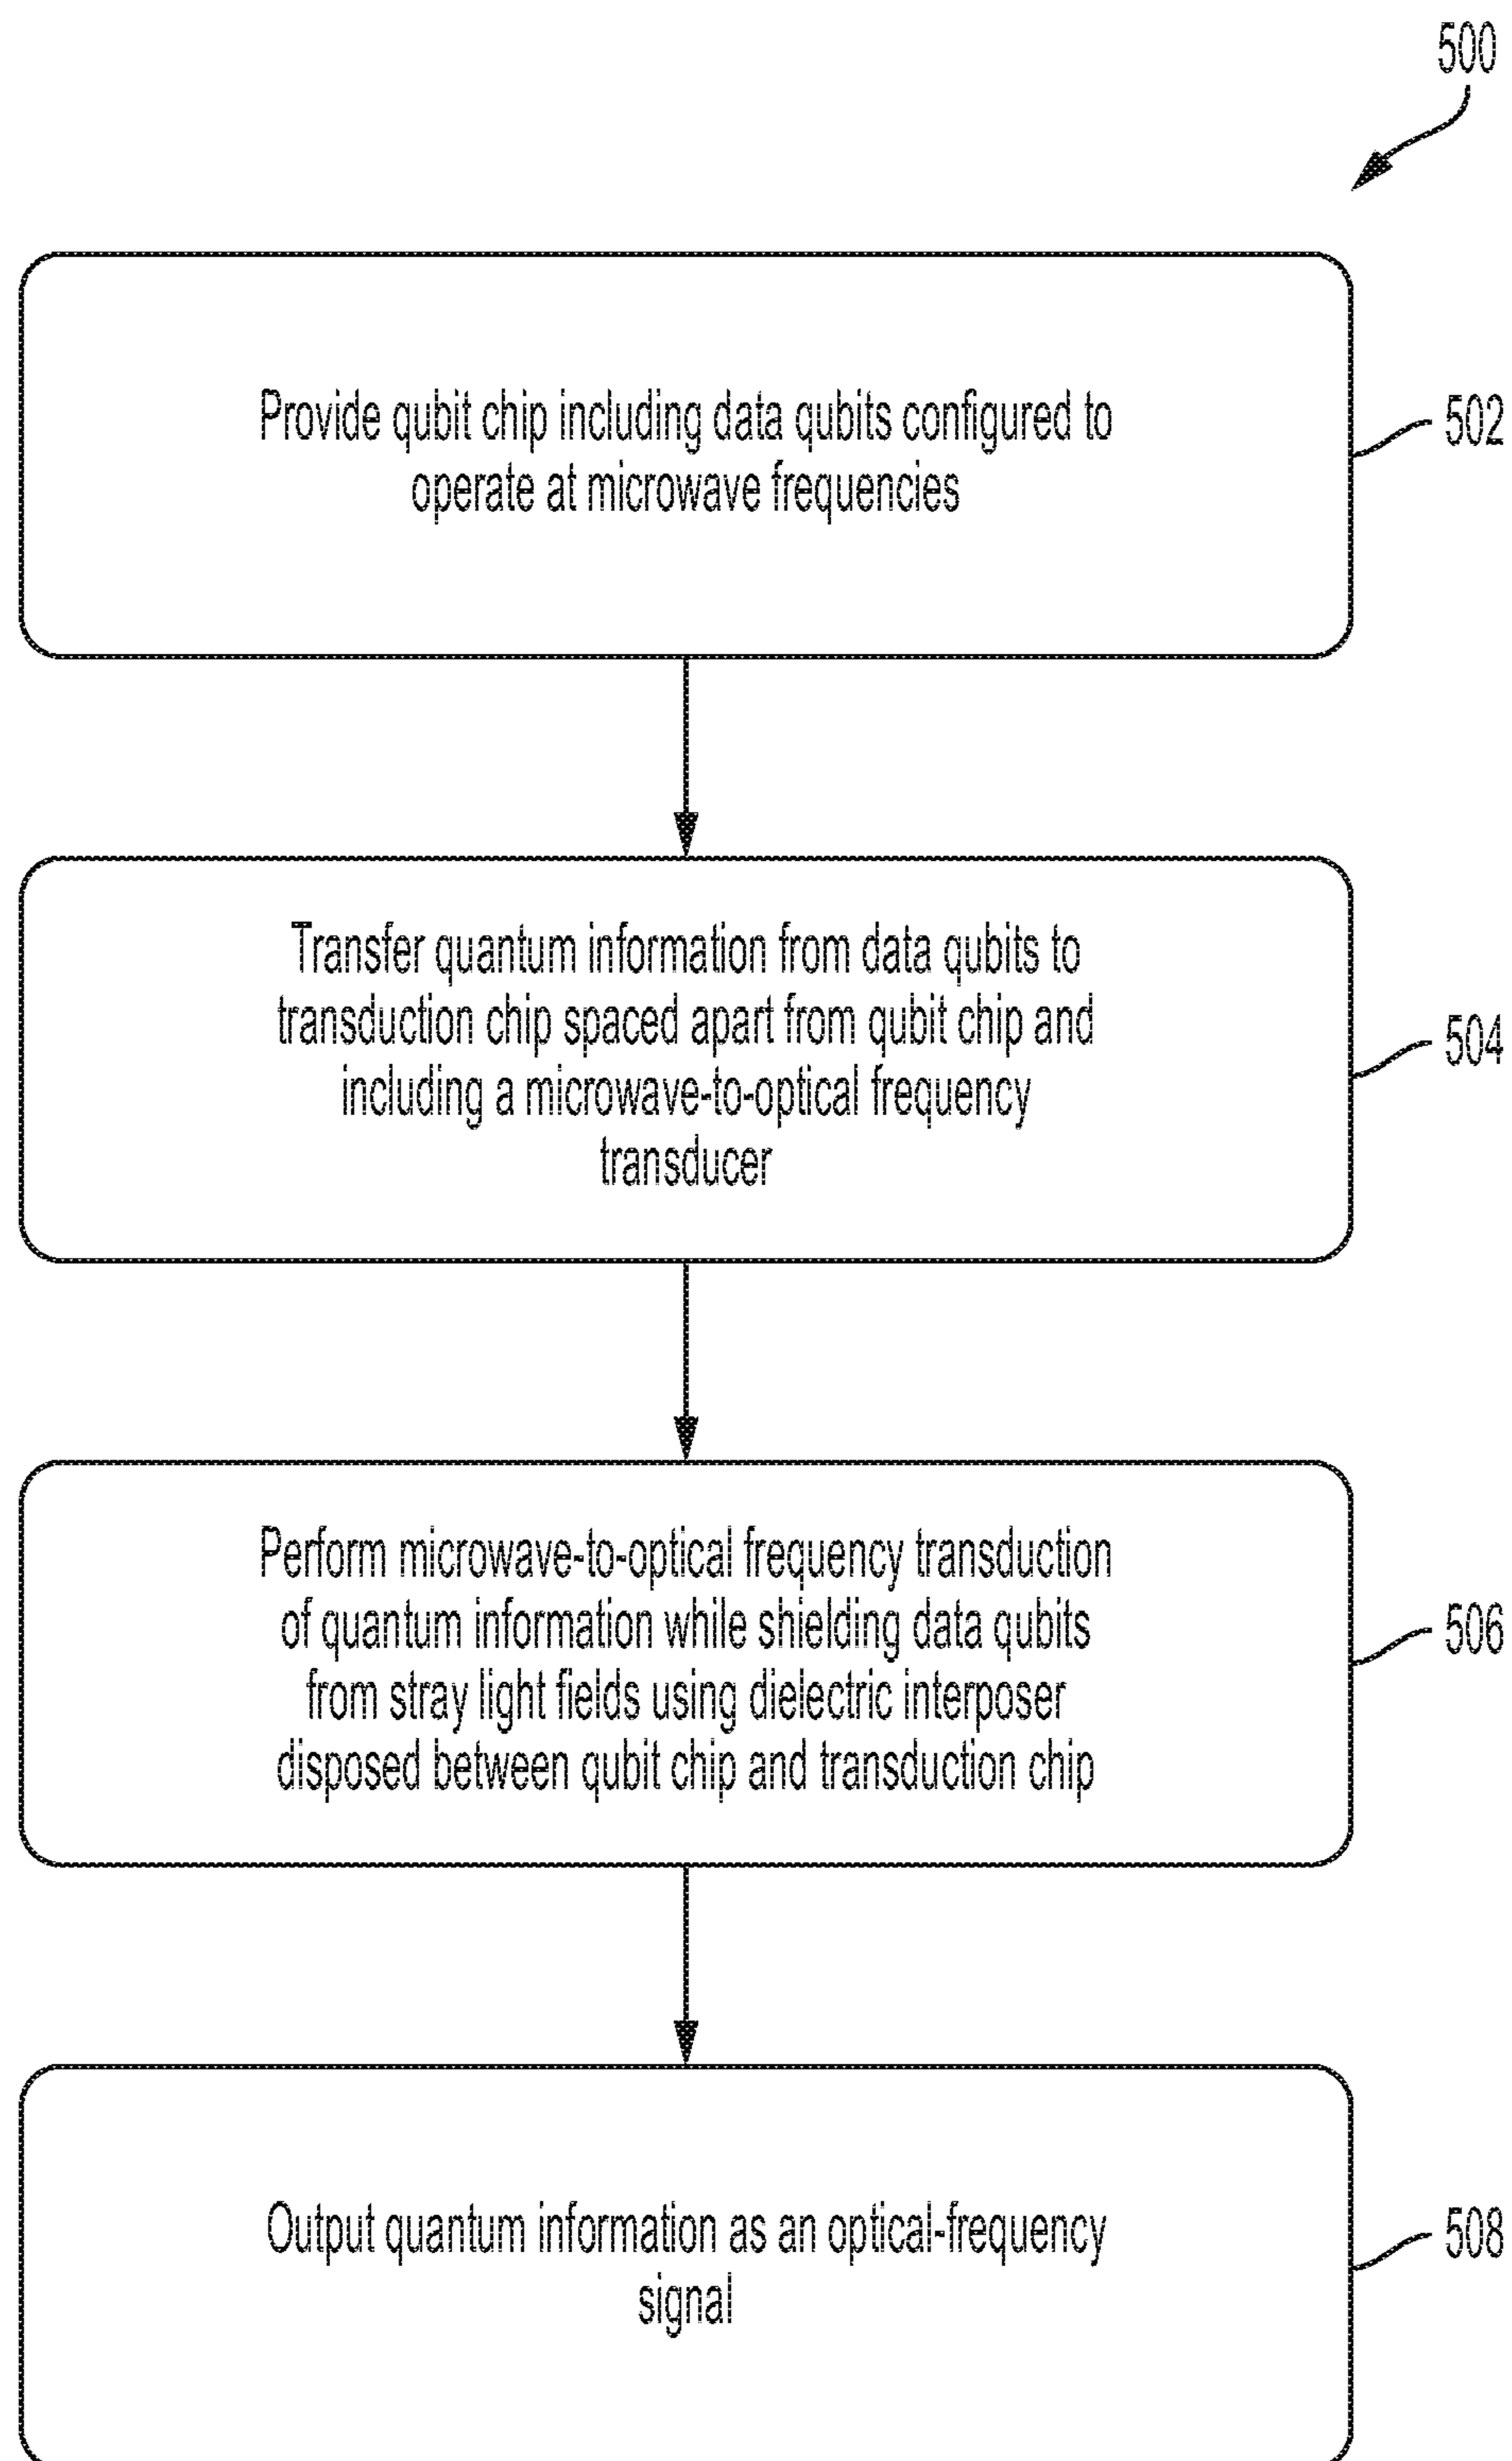 500
Provide qubit chip including data qubits configured to
operate at microwave frequencies
502
Transfer quantum information from data qubits to
transduction chip spaced apart from qubit chip and
including a microwave-to-optical frequency
transducer
504
Perform microwave-to-optical frequency transduction
of quantum information while shielding data qubits
from stray light fields using dielectric interposer
disposed between qubit chip and transduction chip
506
Output quantum information as an optical-frequency
signal
508